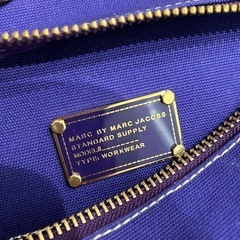 MARC BY MARC JACOBS
STANDARD SUPPLY
MODELS
TYPE: WORKWEAR